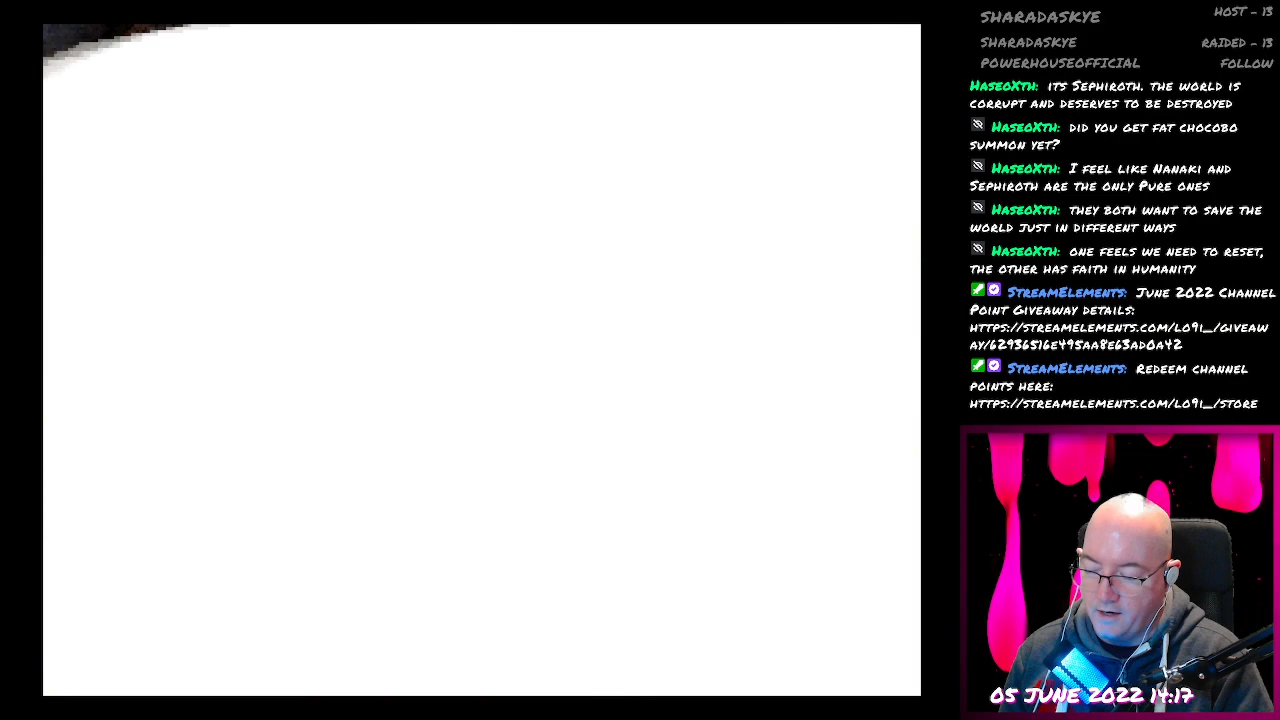 SHARADASKYE HOST - 13
SHARADASKYE RAIDED - 13
POWERHOUSEOFFICIAL FOLLOW
HaseoXth: its Sephiroth. the world is
corrupt and deserves to be destroyed
HaseoXth: did you get fat chocobo
summon yet?
HaseoXth: I feel like Nanaki and
Sephiroth are the only Pure ones
HaseoXth: they both want to save the
world just in different ways
HaseoXth: one feels we need to reset,
the other has faith in humanity
StreamElements: June 2022 Channel
Point Giveaway details:
https://streamelements.com/lo9i_/giveaw
ay/62936516e495aa8e63ad0a42
StreamElements: Redeem channel
points here:
https://streamelements.com/lo9i_/store
05 JUNE 2022 14:17